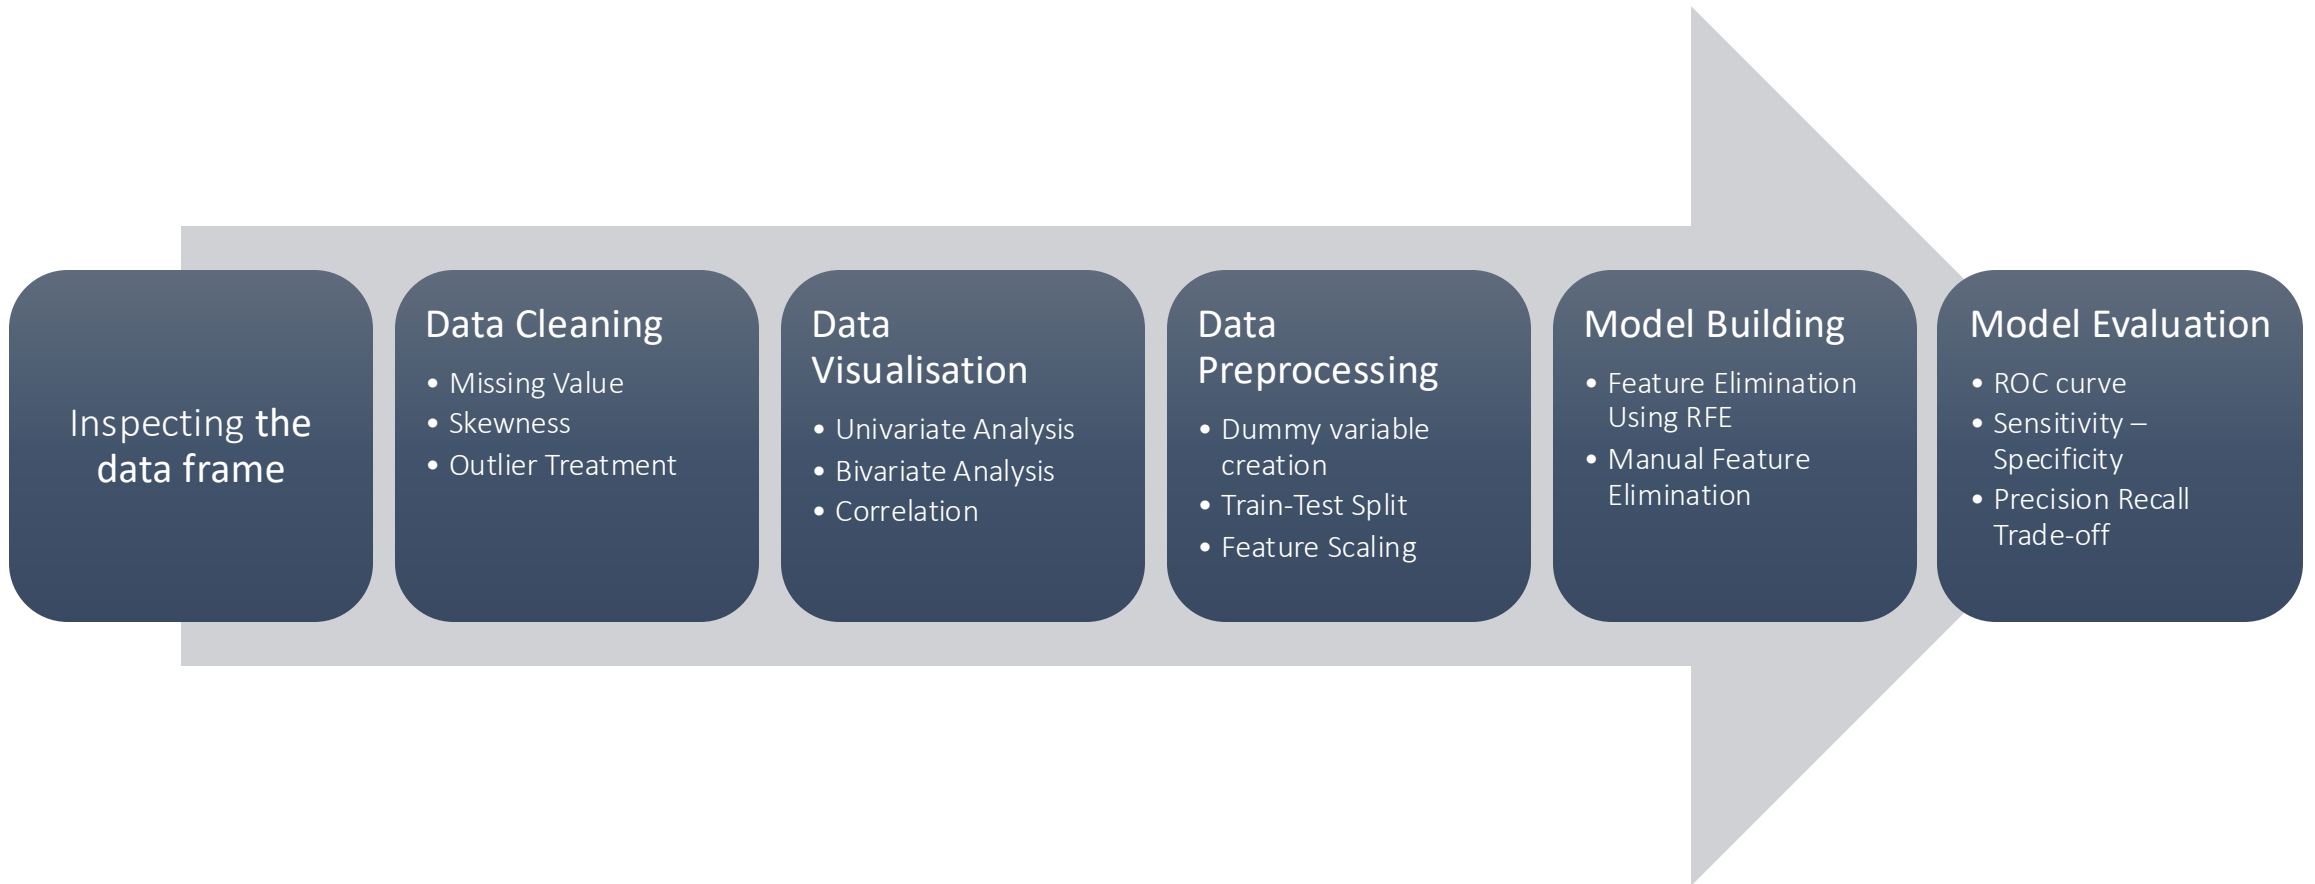 Inspecting the
data frame
Data Cleaning
• Missing Value
• Skewness
• Outlier Treatment
Data
Visualisation
• Univariate Analysis
• Bivariate Analysis
• Correlation
Data
Preprocessing
• Dummy variable
creation
• Train-Test Split
• Feature Scaling
Model Building
• Feature Elimination
Using RFE
• Manual Feature
Elimination
Model Evaluation
• ROC curve
• Sensitivity –
Specificity
• Precision Recall
Trade-off